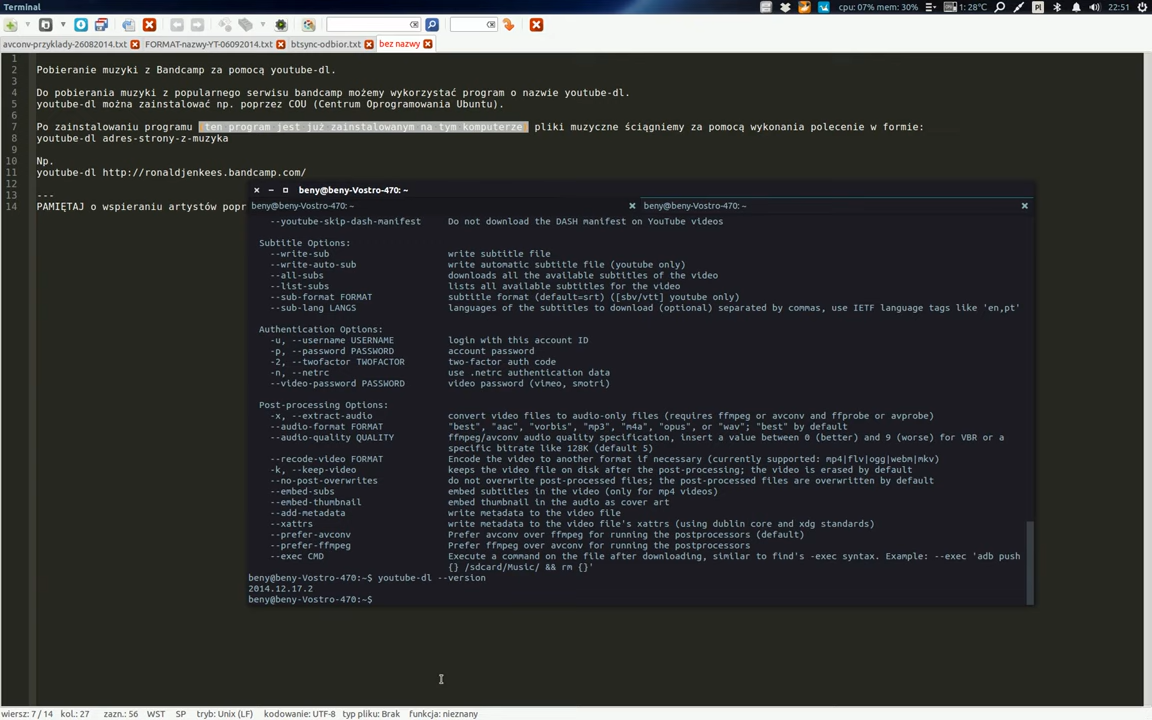 Terminal
cpu: 07% mem: 30%
1: 28°C
Pl
22:51
avconv-przyklady-26082014.txt
FORMAT-nazwy-YT-06092014.txt
btsync-odbior.txt
bez nazwy
1
2 Pobieranie muzyki z Bandcamp za pomocą youtube-dl.
3
4 Do pobierania muzyki z popularnego serwisu bandcamp możemy wykorzystać program o nazwie youtube-dl.
5 youtube-dl można zainstalować np. poprzez COU (Centrum Oprogramowania Ubuntu).
6
7 Po zainstalowaniu programu ten program jest już zainstalowanym na tym komputerze pliki muzyczne ściągniemy za pomocą wykonania polecenie w formie:
8 youtube-dl adres-strony-z-muzyka
9
10 Np.
11 youtube-dl http://ronaldjenkees.bandcamp.com/
12
13 ---
14 PAMIĘTAJ o wspieraniu artystów popr
beny@beny-Vostro-470: ~
beny@beny-Vostro-470: ~
beny@beny-Vostro-470: ~
--youtube-skip-dash-manifest Do not download the DASH manifest on YouTube videos
Subtitle Options:
--write-sub write subtitle file
--write-auto-sub write automatic subtitle file (youtube only)
--all-subs downloads all the available subtitles of the video
--list-subs lists all available subtitles for the video
--sub-format FORMAT subtitle format (default=srt) ([sbv/vtt] youtube only)
--sub-lang LANGS languages of the subtitles to download (optional) separated by commas, use IETF language tags like 'en,pt'
Authentication Options:
-u, --username USERNAME login with this account ID
-p, --password PASSWORD account password
-2, --twofactor TWOFACTOR two-factor auth code
-n, --netrc use .netrc authentication data
--video-password PASSWORD video password (vimeo, smotri)
Post-processing Options:
-x, --extract-audio convert video files to audio-only files (requires ffmpeg or avconv and ffprobe or avprobe)
--audio-format FORMAT "best", "aac", "vorbis", "mp3", "m4a", "opus", or "wav"; "best" by default
--audio-quality QUALITY ffmpeg/avconv audio quality specification, insert a value between 0 (better) and 9 (worse) for VBR or a
specific bitrate like 128K (default 5)
--recode-video FORMAT Encode the video to another format if necessary (currently supported: mp4|flv|ogg|webm|mkv)
-k, --keep-video keeps the video file on disk after the post-processing; the video is erased by default
--no-post-overwrites do not overwrite post-processed files; the post-processed files are overwritten by default
--embed-subs embed subtitles in the video (only for mp4 videos)
--embed-thumbnail embed thumbnail in the audio as cover art
--add-metadata write metadata to the video file
--xattrs write metadata to the video file's xattrs (using dublin core and xdg standards)
--prefer-avconv Prefer avconv over ffmpeg for running the postprocessors (default)
--prefer-ffmpeg Prefer ffmpeg over avconv for running the postprocessors
--exec CMD Execute a command on the file after downloading, similar to find's -exec syntax. Example: --exec 'adb push
{} /sdcard/Music/ && rm {}'
beny@beny-Vostro-470:~$ youtube-dl --version
2014.12.17.2
beny@beny-Vostro-470:~$
wiersz: 7 / 14 kol.: 27 zazn.: 56 WST SP tryb: Unix (LF) kodowanie: UTF-8 typ pliku: Brak funkcja: nieznany